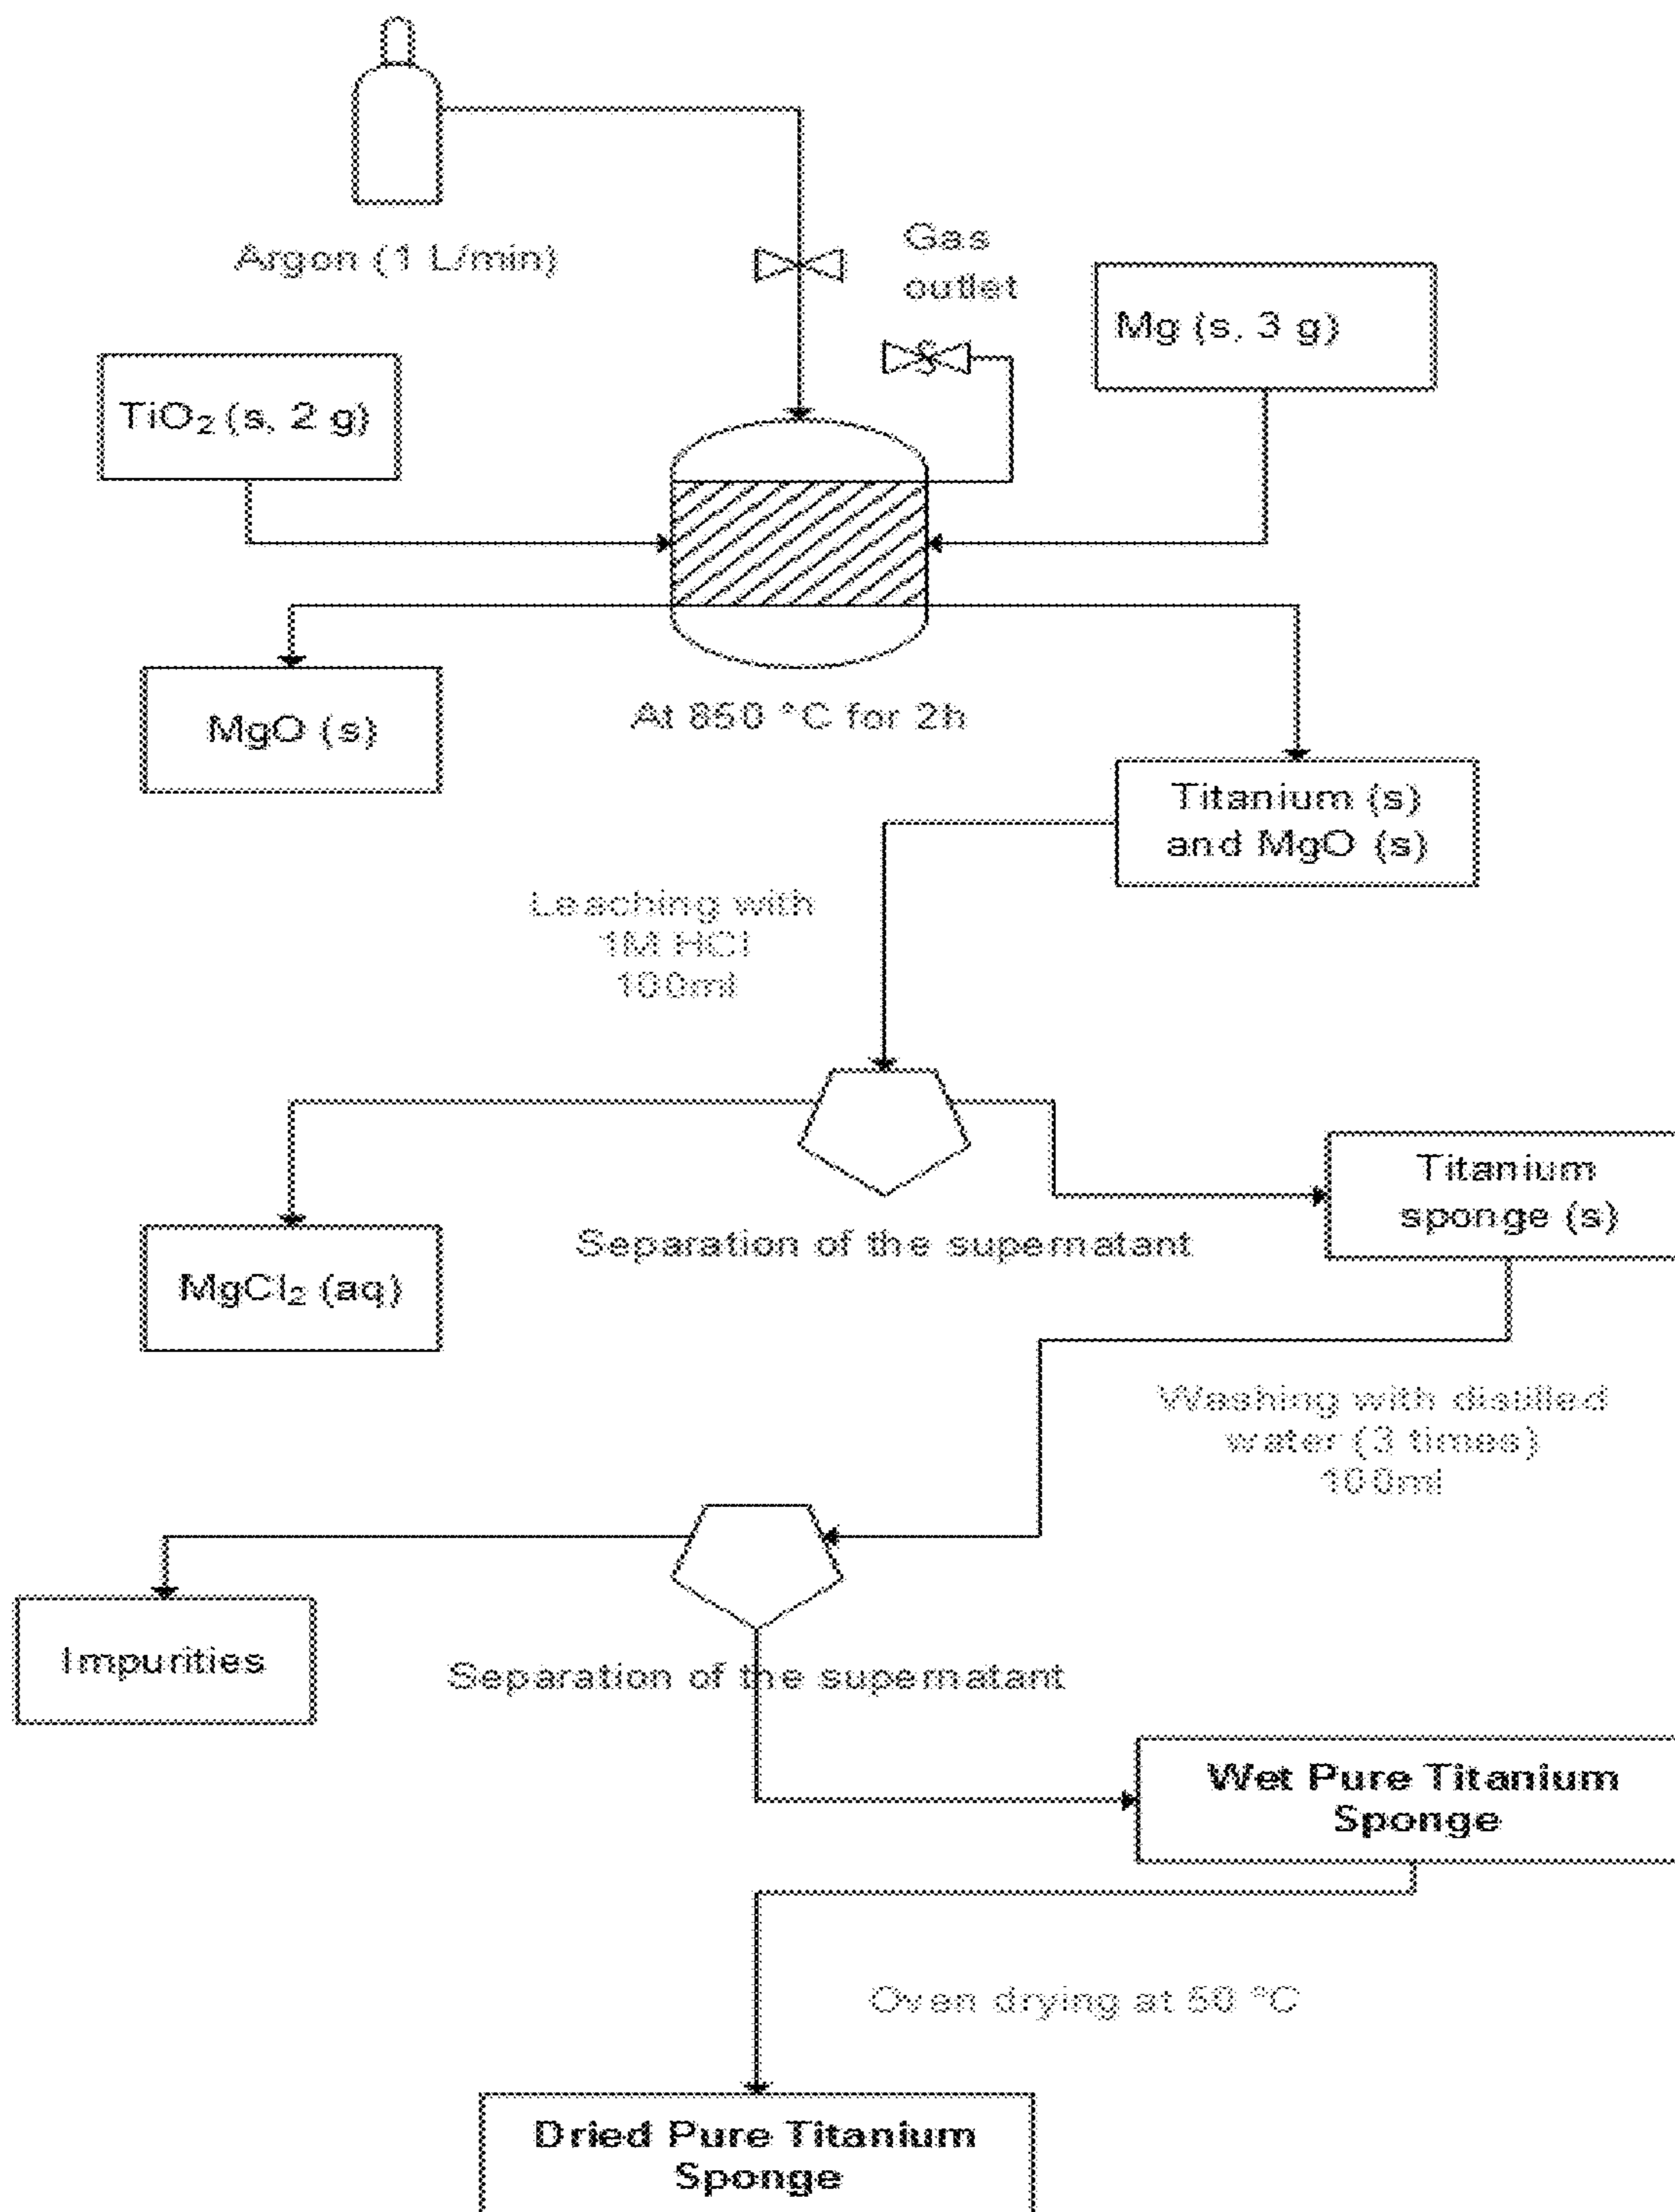 Argon (1 L/min)
Gas
outlet
Mg (s, 3 g)
TiO₂ (s, 2 g)
S
MgO (s)
At 850 °C for 2h
Titanium (s)
and MgO (s)
Leaching with
1M HCl
100ml
Titanium
sponge (s)
Separation of the supernatant
MgCl₂ (aq)
Washing with distilled
water (3 times)
100ml
Impurities
Separation of the supernatant
Wet Pure Titanium
Sponge
Oven drying at 50 °C
Dried Pure Titanium
Sponge